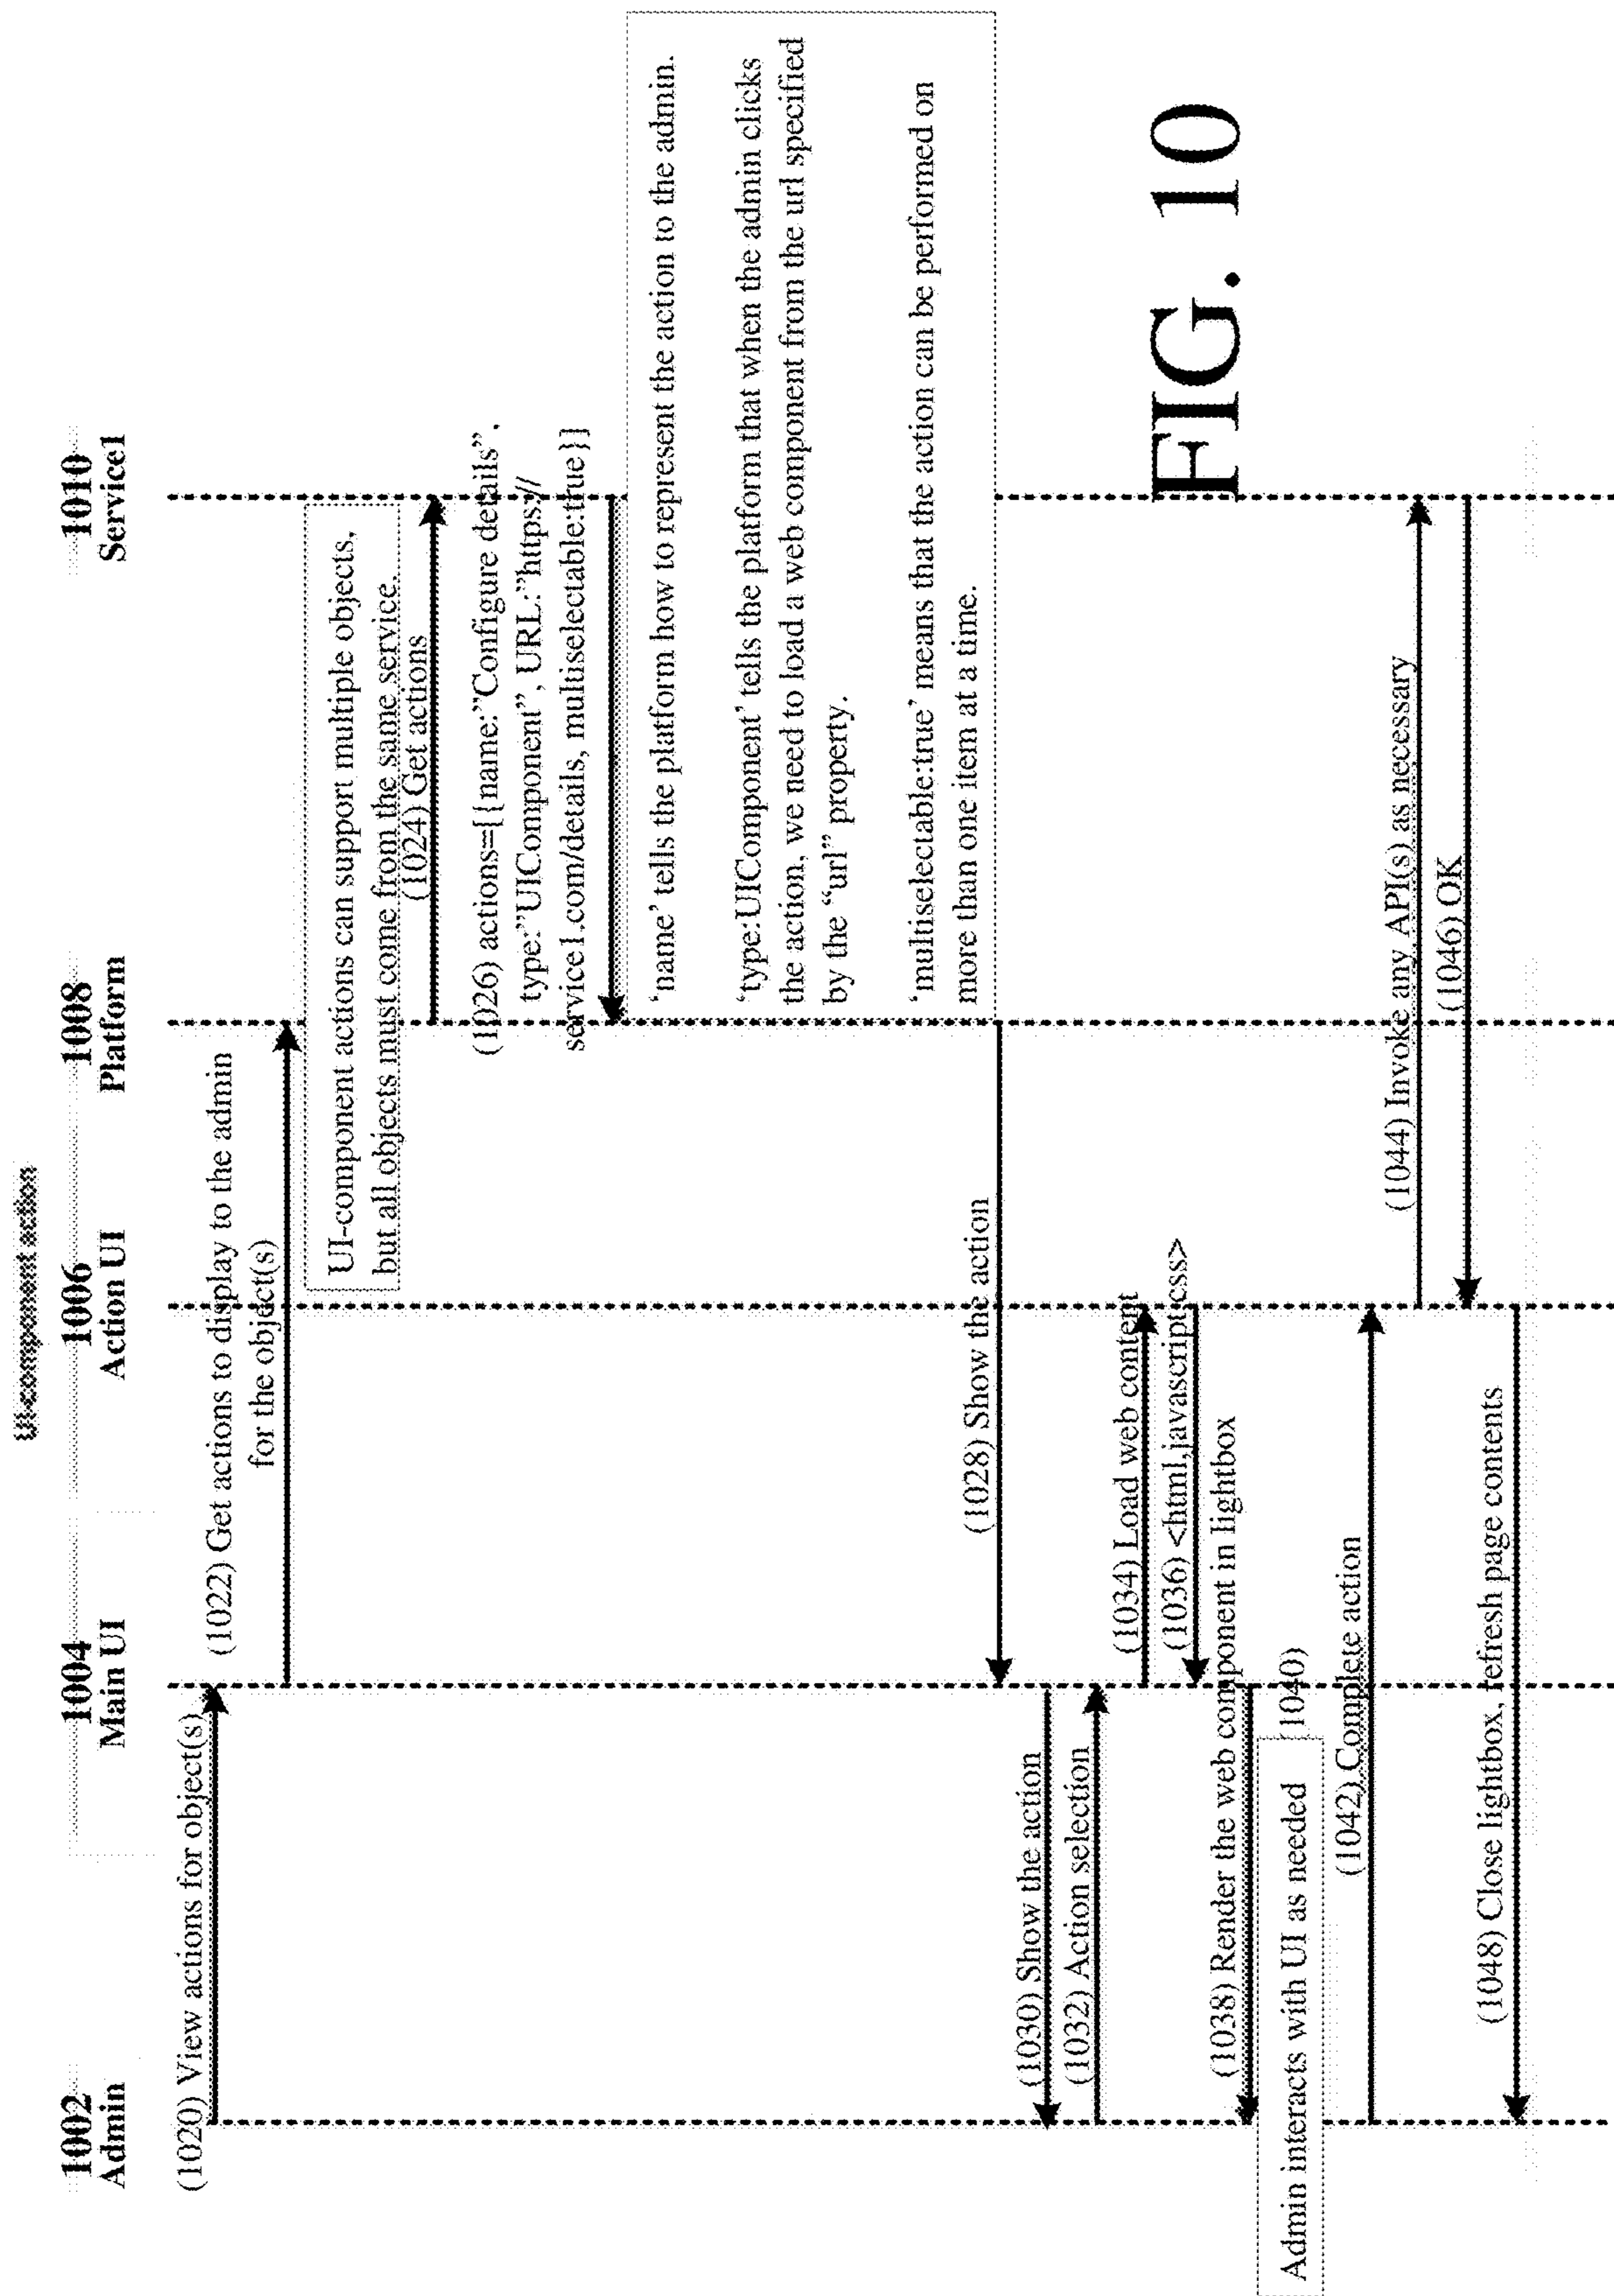 UI-component action
1002
Admin
1004
Main UI
1006
Action UI
1008
Platform
1010
Service1
(1020) View actions for object(s)
(1022) Get actions to display to the admin
for the object(s)
UI-component actions can support multiple objects,
but all objects must come from the same service.
(1024) Get actions
(1026) actions=[{name:”Configure details”,
type:”UIComponent”, URL:”https://
service1.com/details, multiselectable:true}]
‘name’ tells the platform how to represent the action to the admin.
‘type:UIComponent’ tells the platform that when the admin clicks
the action, we need to load a web component from the url specified
by the “url” property.
‘multiselectable:true’ means that the action can be performed on
more than one item at a time.
(1028) Show the action
(1030) Show the action
(1032) Action selection
(1034) Load web content
(1036) <html,javascript,css>
(1038) Render the web component in lightbox
Admin interacts with UI as needed
(1040)
(1042) Complete action
(1044) Invoke any API(s) as necessary
(1046) OK
(1048) Close lightbox, refresh page contents
FIG. 10